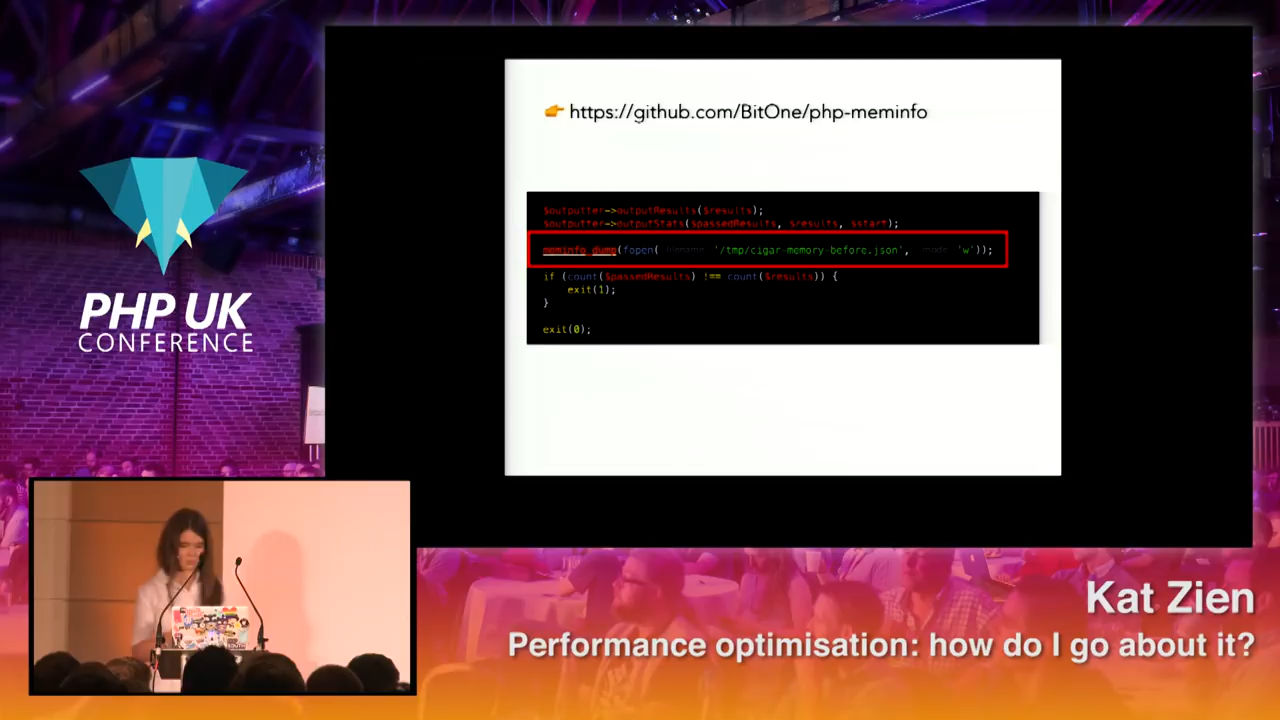 👉 https://github.com/BitOne/php-meminfo
$outputter->outputResults($results);
$outputter->outputStats($passedResults, $results, $start);
meminfo_dump(fopen( filename: '/tmp/cigar-memory-before.json', mode: 'w'));
if (count($passedResults) !== count($results)) {
exit(1);
}
exit(0);
PHP UK
CONFERENCE
Kat Zien
Performance optimisation: how do I go about it?